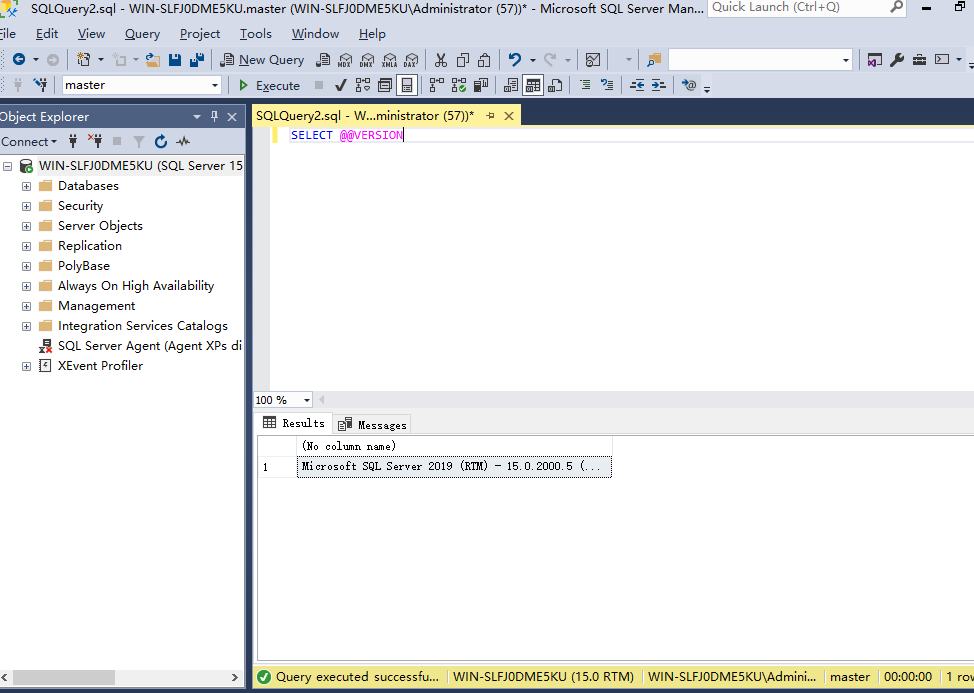 SQLQuery2.sql - WIN-SLFJ0DME5KU.master (WIN-SLFJ0DME5KU\Administrator (57))* - Microsoft SQL Server Man...
Quick Launch (Ctrl+Q)
ile Edit View Query Project Tools Window Help
New Query MDX DMX XMLA DAX
master Execute
Object Explorer
SQLQuery2.sql - W...ministrator (57))*
Connect
SELECT @@VERSION
WIN-SLFJ0DME5KU (SQL Server 15
Databases
Security
Server Objects
Replication
PolyBase
Always On High Availability
Management
Integration Services Catalogs
SQL Server Agent (Agent XPs di
XEvent Profiler
100 %
Results Messages
(No column name)
1 Microsoft SQL Server 2019 (RTM) - 15.0.2000.5 (...
Query executed successfu... WIN-SLFJ0DME5KU (15.0 RTM) WIN-SLFJ0DME5KU\Admini... master 00:00:00 1 row